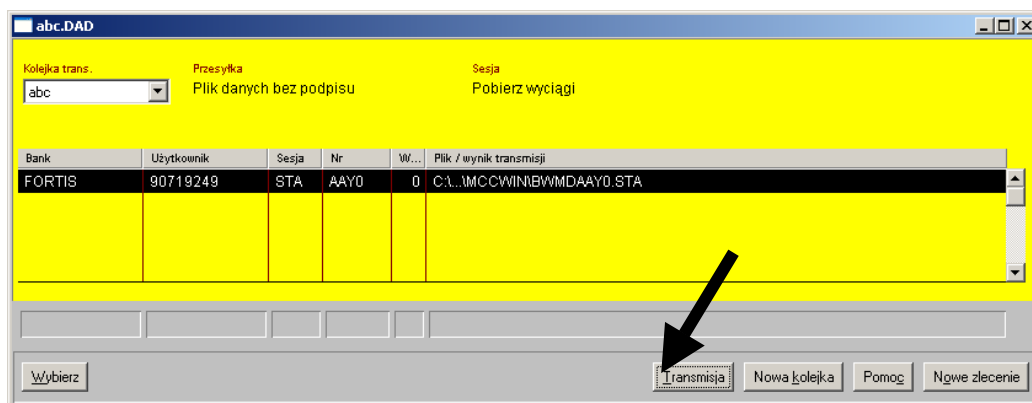 abc.DAD
Kolejka trans. Przesyłka Sesja
abc Plik danych bez podpisu Pobierz wyciągi
Bank Użytkownik Sesja Nr W... Plik / wynik transmisji
FORTIS 90719249 STA AAY0 0 C:\...\MCCWIN\BWMDAAY0.STA
Wybierz Transmisja Nowa kolejka Pomoc Nowe zlecenie